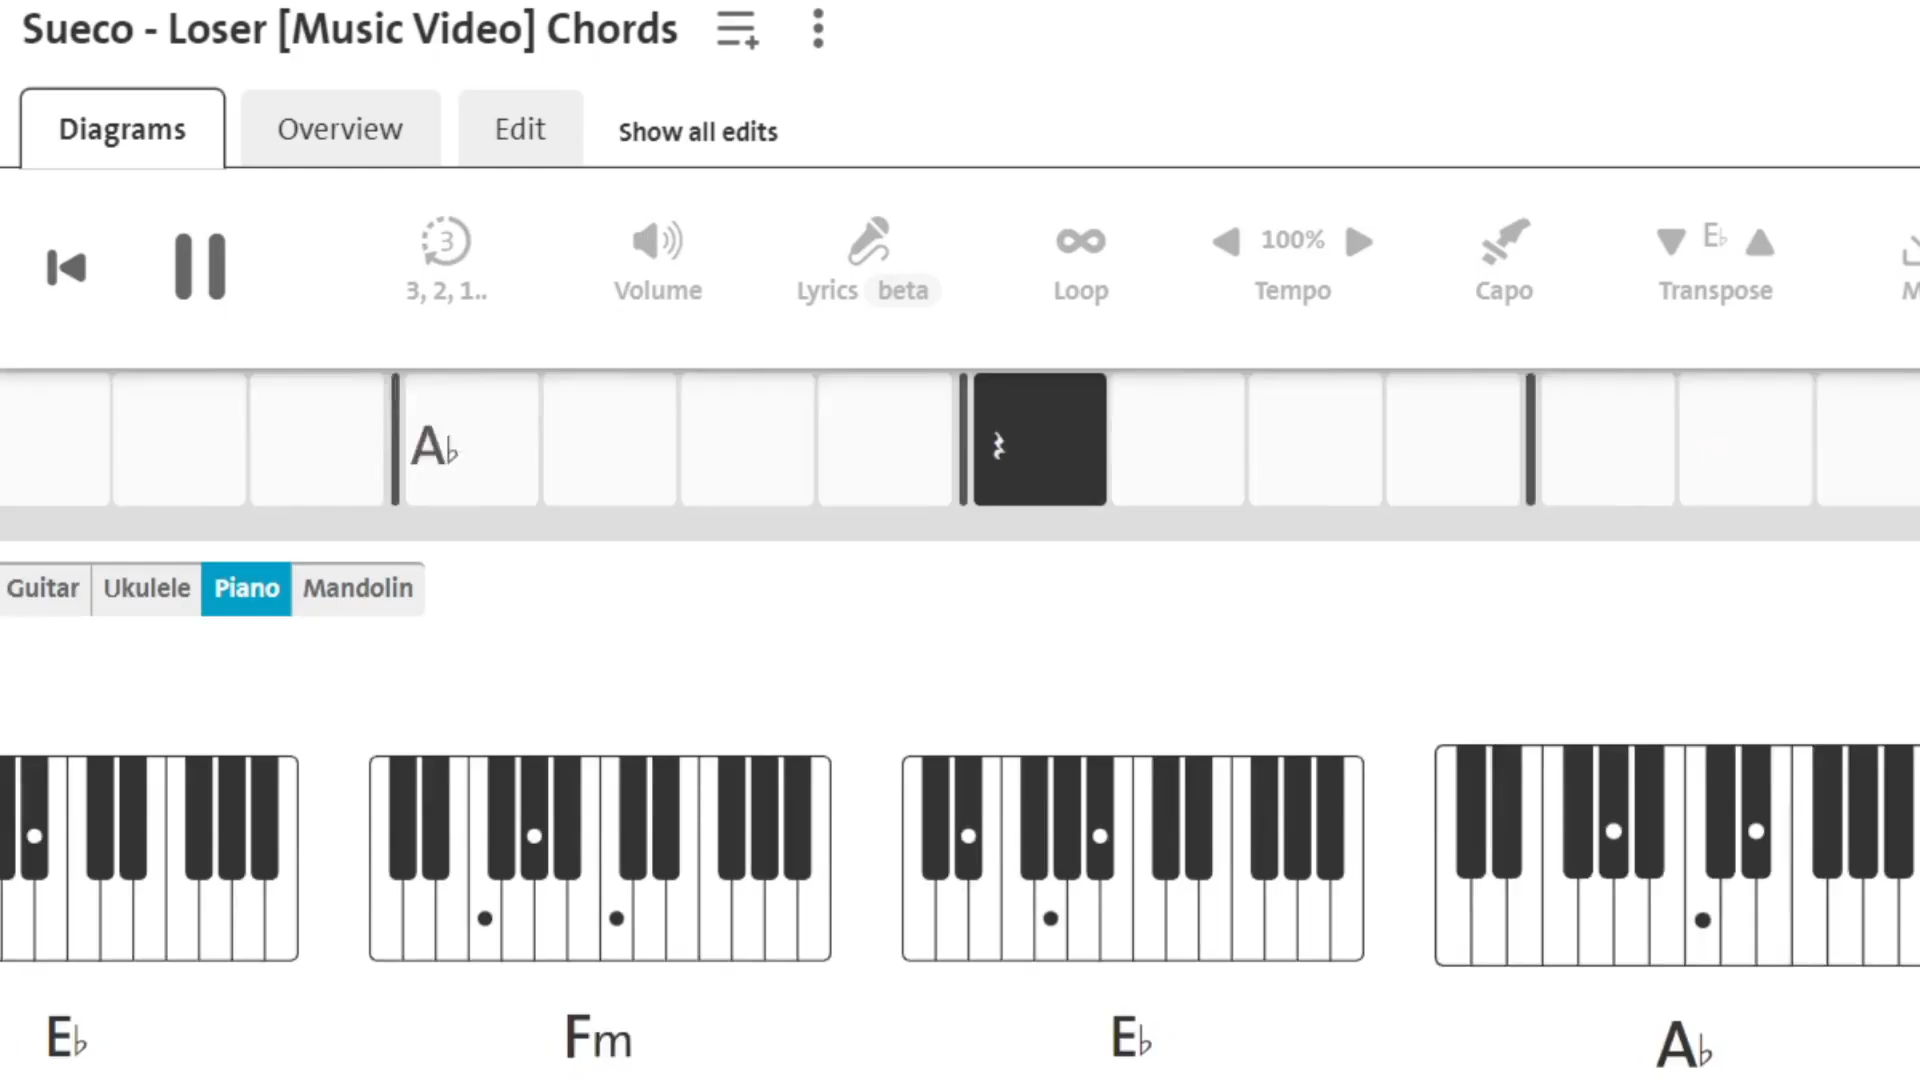 Sueco - Loser [Music Video] Chords
Diagrams Overview Edit Show all edits
3
3, 2, 1..
Volume
Lyrics beta
Loop
100%
Tempo
Capo
E♭
Transpose
A♭
Guitar Ukulele Piano Mandolin
E♭ Fm E♭ A♭